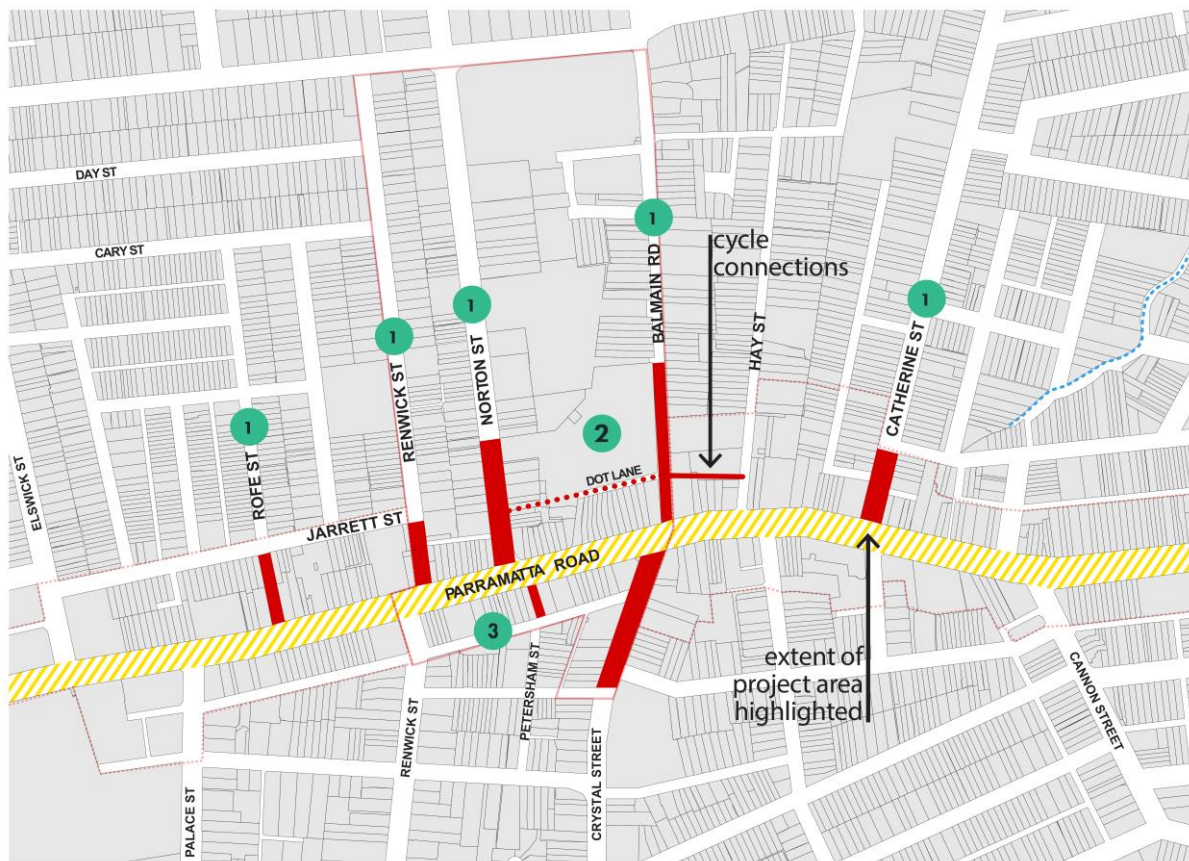 DAY ST
CARY ST
1
BALMAIN RD
cycle
connections
1
1
1
HAY ST
CATHERINE ST
RENWICK ST
NORTON ST
1
2
ROFE ST
ELSWICK ST
DOT LANE
JARRETT ST
PARRAMATTA ROAD
3
PETERSHAM ST
extent of
project area
highlighted
CANNON STREET
RENWICK ST
CRYSTAL STREET
PALACE ST